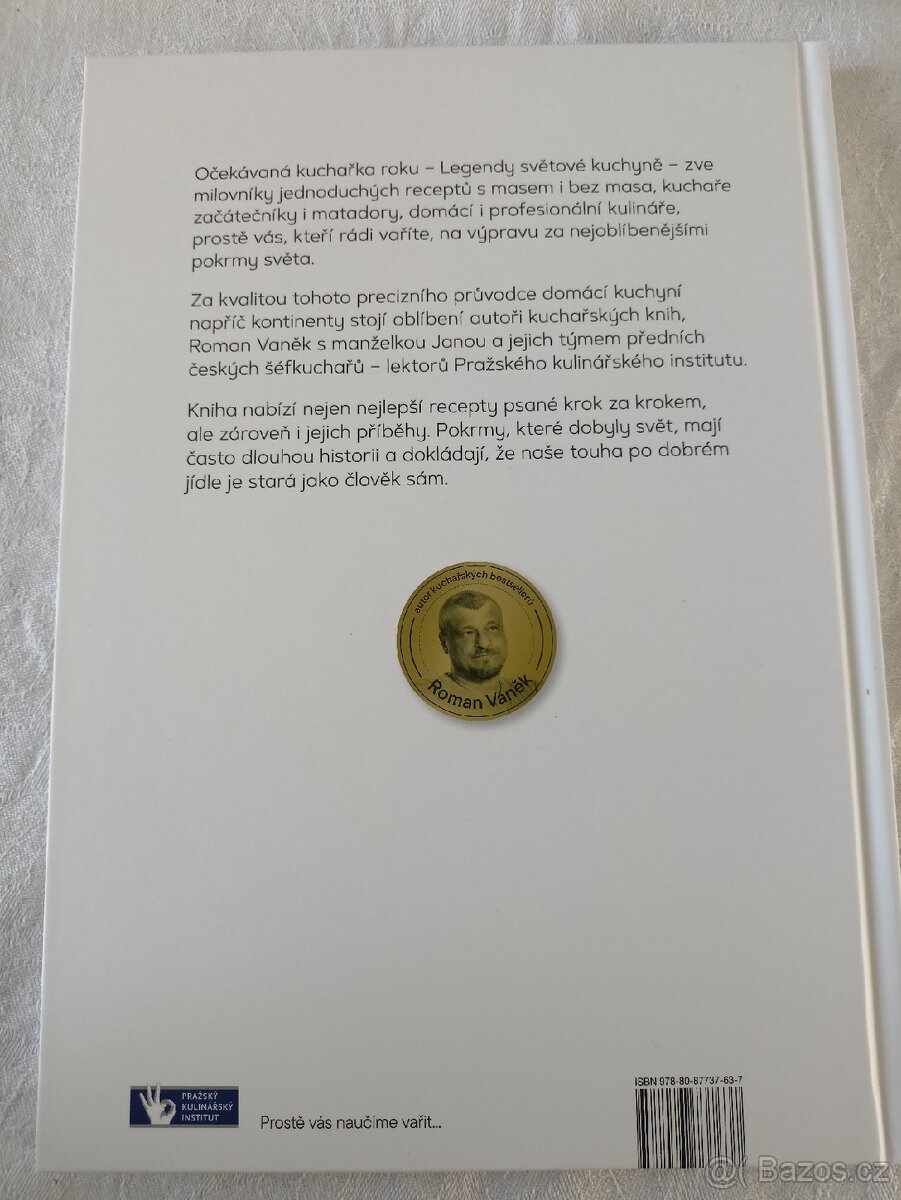 Očekávaná kuchařka roku – Legendy světové kuchyně – zve
milovníky jednoduchých receptů s masem i bez masa, kuchaře
začátečníky i matadory, domácí i profesionální kulináře,
prostě vás, kteří rádi vaříte, na výpravu za nejoblíbenějšími
pokrmy světa.
Za kvalitou tohoto precizního průvodce domácí kuchyní
napříč kontinenty stojí oblíbení autoři kuchařských knih,
Roman Vaněk s manželkou Janou a jejich týmem předních
českých šéfkuchařů – lektorů Pražského kulinářského institutu.
Kniha nabízí nejen nejlepší recepty psané krok za krokem,
ale zároveň i jejich příběhy. Pokrmy, které dobyly svět, mají
často dlouhou historii a dokládají, že naše touha po dobrém
jídle je stará jako člověk sám.
autor kuchařských bestsellerů
Roman Vaněk
PRAŽSKÝ
KULINÁŘSKÝ
INSTITUT
Prostě vás naučíme vařit...
ISBN 978-80-87737-63-7
Bazos.cz